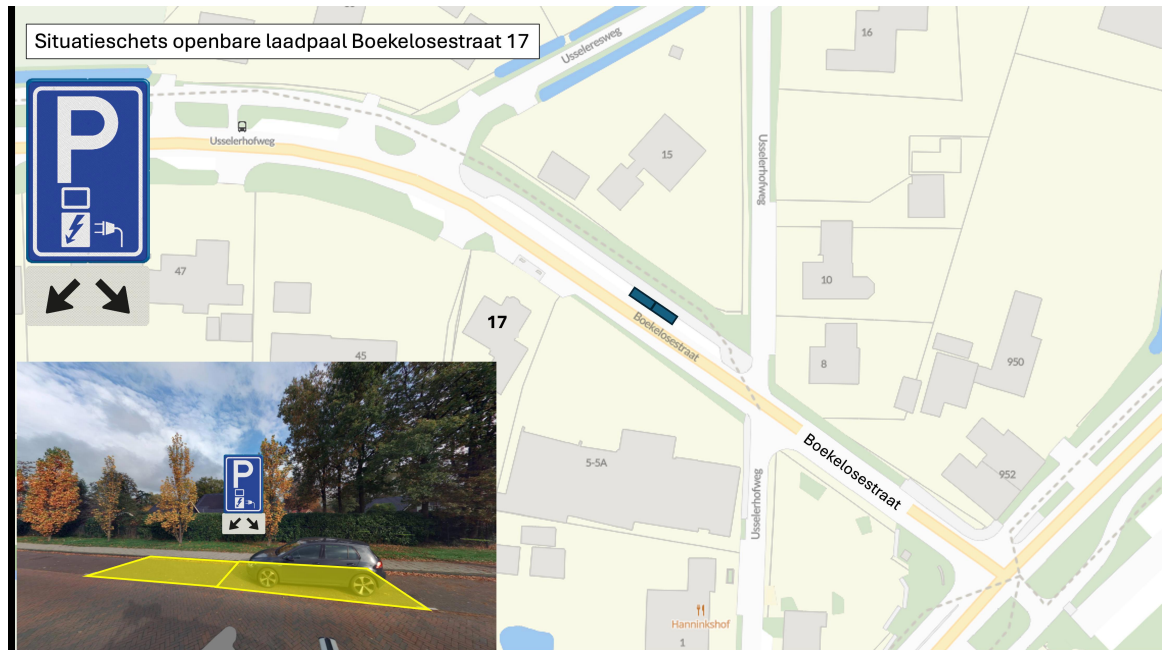 Situatieschets openbare laadpaal Boekelosestraat 17
P
Usseleresweg
16
Usselerhofweg
15
Usselerhofweg
47
10
17
Boekelosestraat
45
8
950
5-5A
Boekelosestraat
952
Usselerhofweg
P
Hanninkshof
1